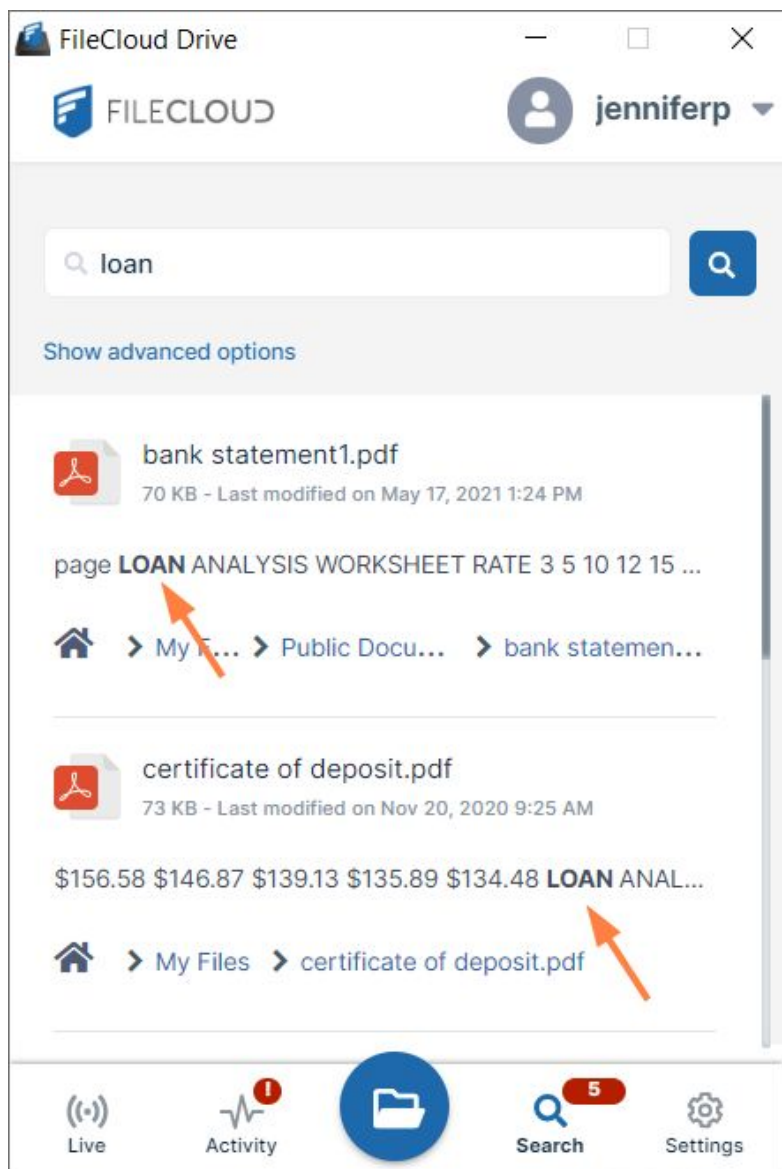 FileCloud Drive
FILECLOUD
jenniferp
loan
Show advanced options
bank statement1.pdf
70 KB - Last modified on May 17, 2021 1:24 PM
page LOAN ANALYSIS WORKSHEET RATE 3 5 10 12 15 ...
My F... Public Docu... bank statemen...
certificate of deposit.pdf
73 KB - Last modified on Nov 20, 2020 9:25 AM
$156.58 $146.87 $139.13 $135.89 $134.48 LOAN ANAL...
My Files certificate of deposit.pdf
! 5
Live Activity Search Settings